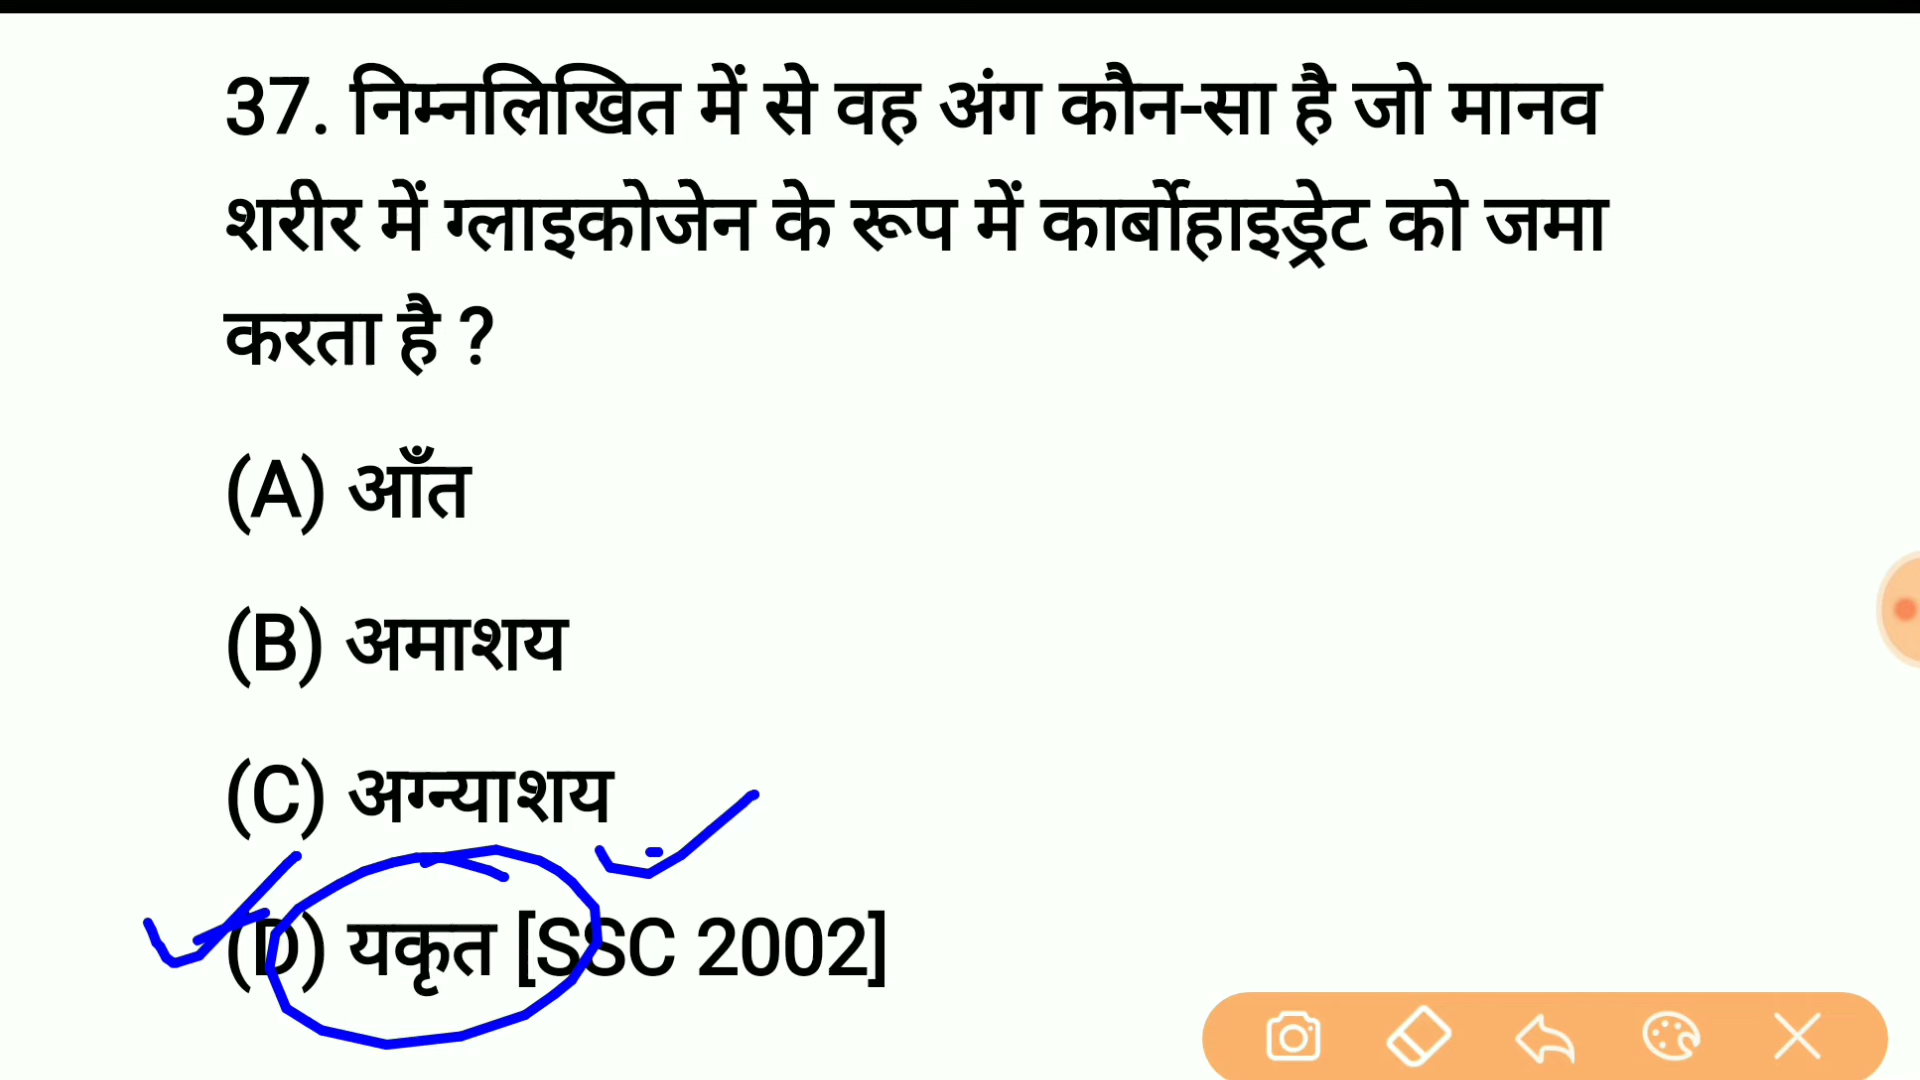 37. निम्नलिखित में से वह अंग कौन-सा है जो मानव
शरीर में ग्लाइकोजेन के रूप में कार्बोहाइड्रेट को जमा
करता है ?
(A) आँत
(B) अमाशय
(C) अग्न्याशय
(D) यकृत [SSC 2002]